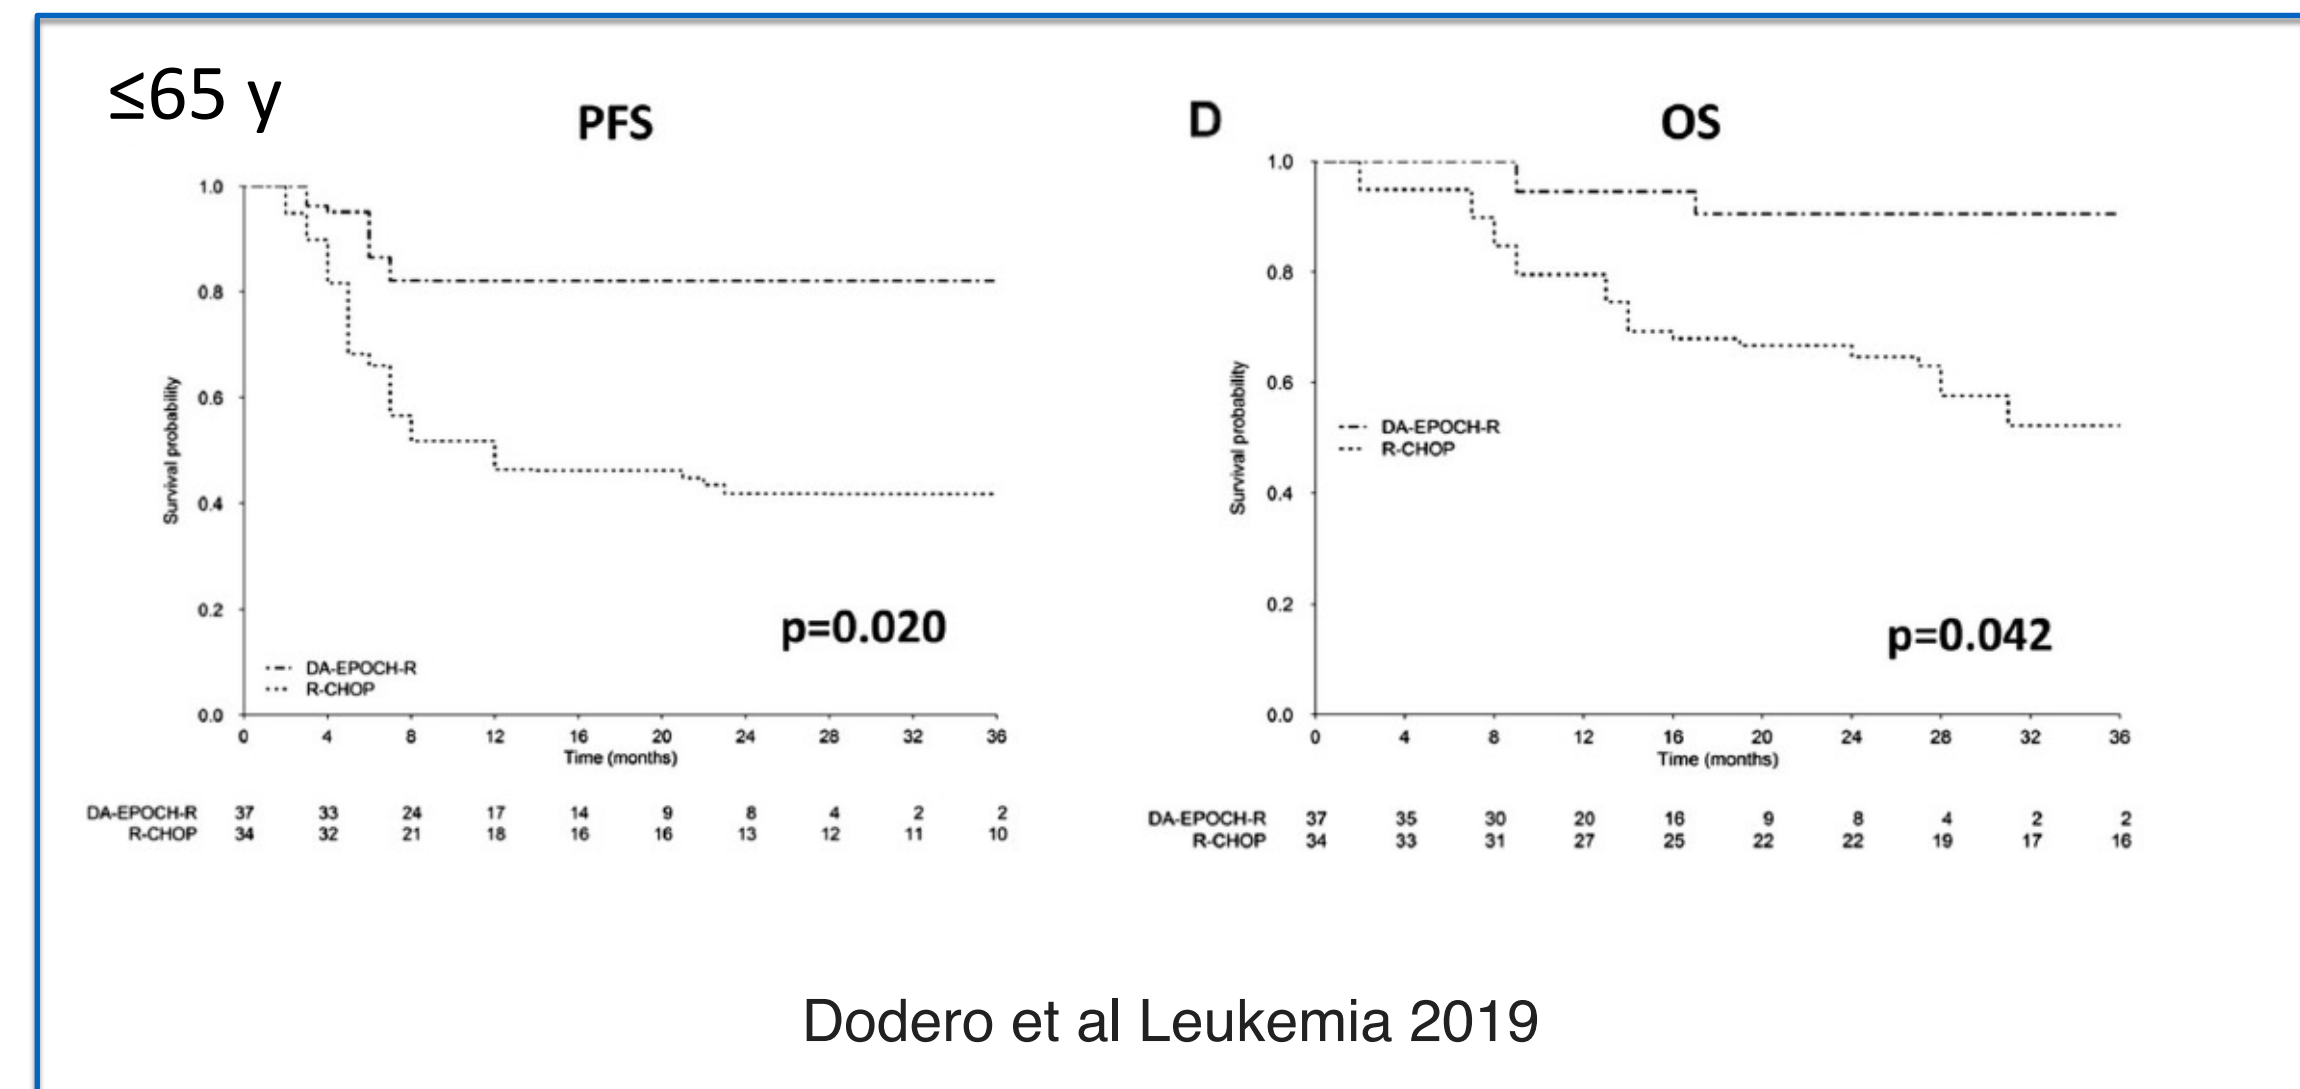 ≤65 y
PFS
1.0
0.8
0.6
0.4
0.2
0.0
Survival probability
DA-EPOCH-R
R-CHOP
p=0.020
0 4 8 12 16 20 24 28 32 36
Time (months)
DA-EPOCH-R 37 33 24 17 14 9 8 4 2 2
R-CHOP 34 32 21 18 16 16 13 12 11 10
D
OS
1.0
0.8
0.6
0.4
0.2
0.0
Survival probability
DA-EPOCH-R
R-CHOP
p=0.042
0 4 8 12 16 20 24 28 32 36
Time (months)
DA-EPOCH-R 37 35 30 20 16 9 8 4 2 2
R-CHOP 34 33 31 27 25 22 22 19 17 16
Dodero et al Leukemia 2019